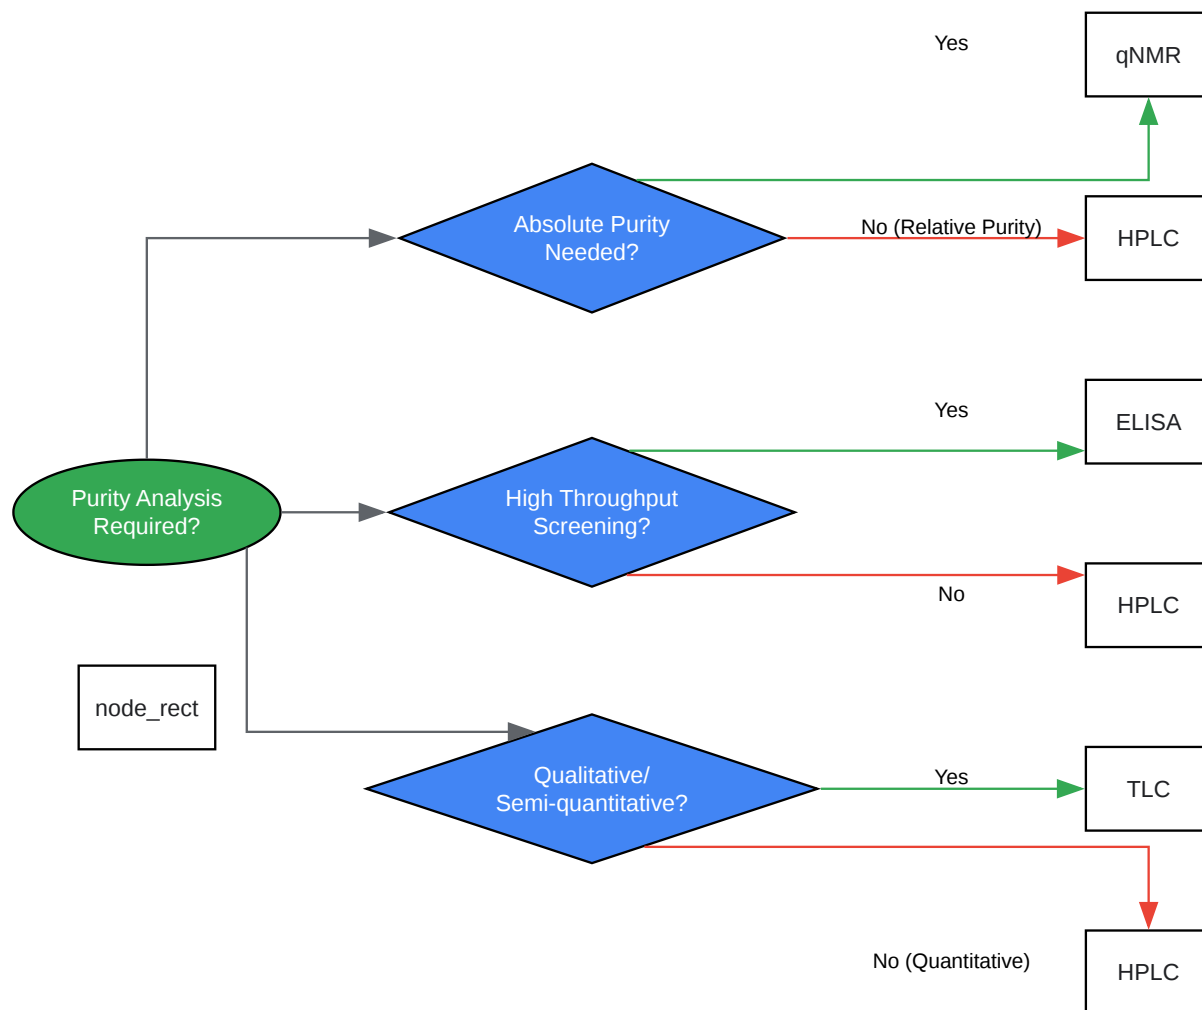 Yes
qNMR
Absolute Purity
Needed?
No (Relative Purity)
HPLC
Yes
ELISA
Purity Analysis
Required?
High Throughput
Screening?
No
HPLC
node_rect
Qualitative/
Semi-quantitative?
Yes
TLC
No (Quantitative)
HPLC